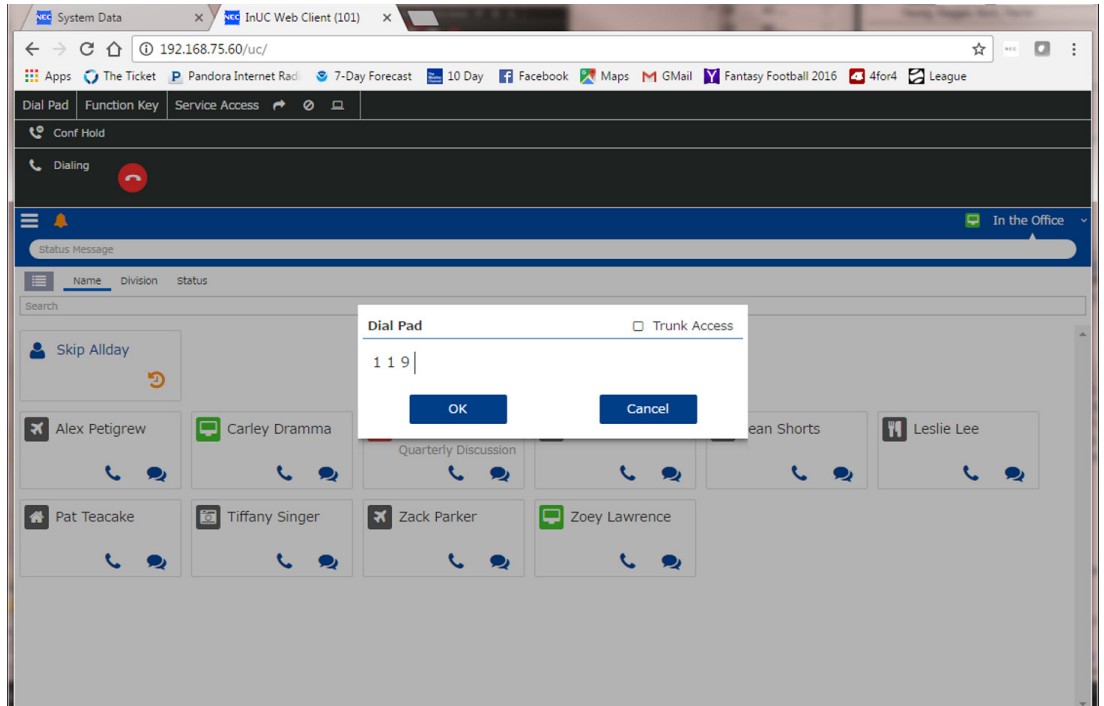 NEC System Data
NEC InUC Web Client (101)
192.168.75.60/uc/
NEC
Apps The Ticket P Pandora Internet Radi 7-Day Forecast 10 Day Facebook Maps GMail Fantasy Football 2016 4for4 League
Dial Pad Function Key Service Access
Conf Hold
Dialing
In the Office
Status Message
Name Division Status
Search
Dial Pad Trunk Access
1 1 9
OK Cancel
Skip Allday
Alex Petigrew Carley Dramma ean Shorts Leslie Lee
Quarterly Discussion
Pat Teacake Tiffany Singer Zack Parker Zoey Lawrence